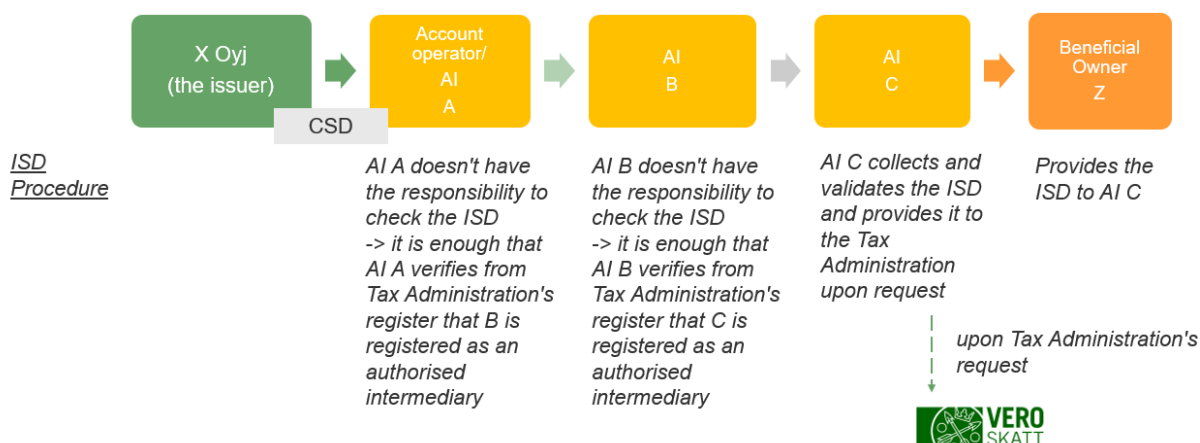 X Oyj
(the issuer)
CSD
Account
operator/
AI
A
AI
B
AI
C
Beneficial
Owner
Z
ISD
Procedure
AI A doesn't have
the responsibility to
check the ISD
-> it is enough that
AI A verifies from
Tax Administration's
register that B is
registered as an
authorised
intermediary
AI B doesn't have
the responsibility to
check the ISD
-> it is enough that
AI B verifies from
Tax Administration's
register that C is
registered as an
authorised
intermediary
AI C collects and
validates the ISD
and provides it to
the Tax
Administration
upon request
Provides the
ISD to AI C
upon Tax Administration's
request
VERO
SKATT